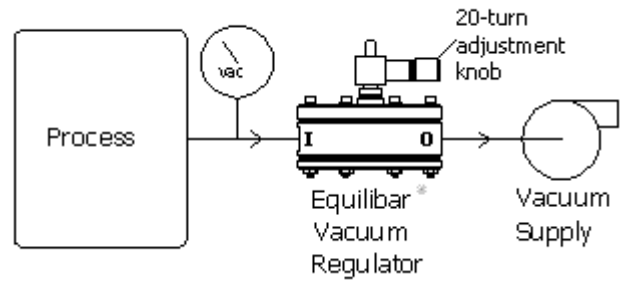 20-turn
adjustment
knob
vac
Process
I
O
Equilibar®
Vacuum
Regulator
Vacuum
Supply